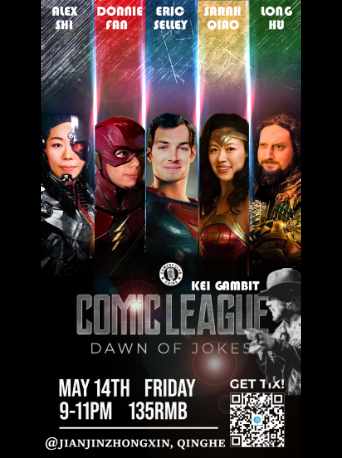 ALEX SHI
DONNIE FAN
ERIC SELLEY
SARAH QIAO
LONG HU
KEI GAMBIT
COMIC LEAGUE
DAWN OF JOKES
MAY 14TH FRIDAY
9-11PM 135RMB
GET TIX!
@JIANJINZHONGXIN, QINGHE